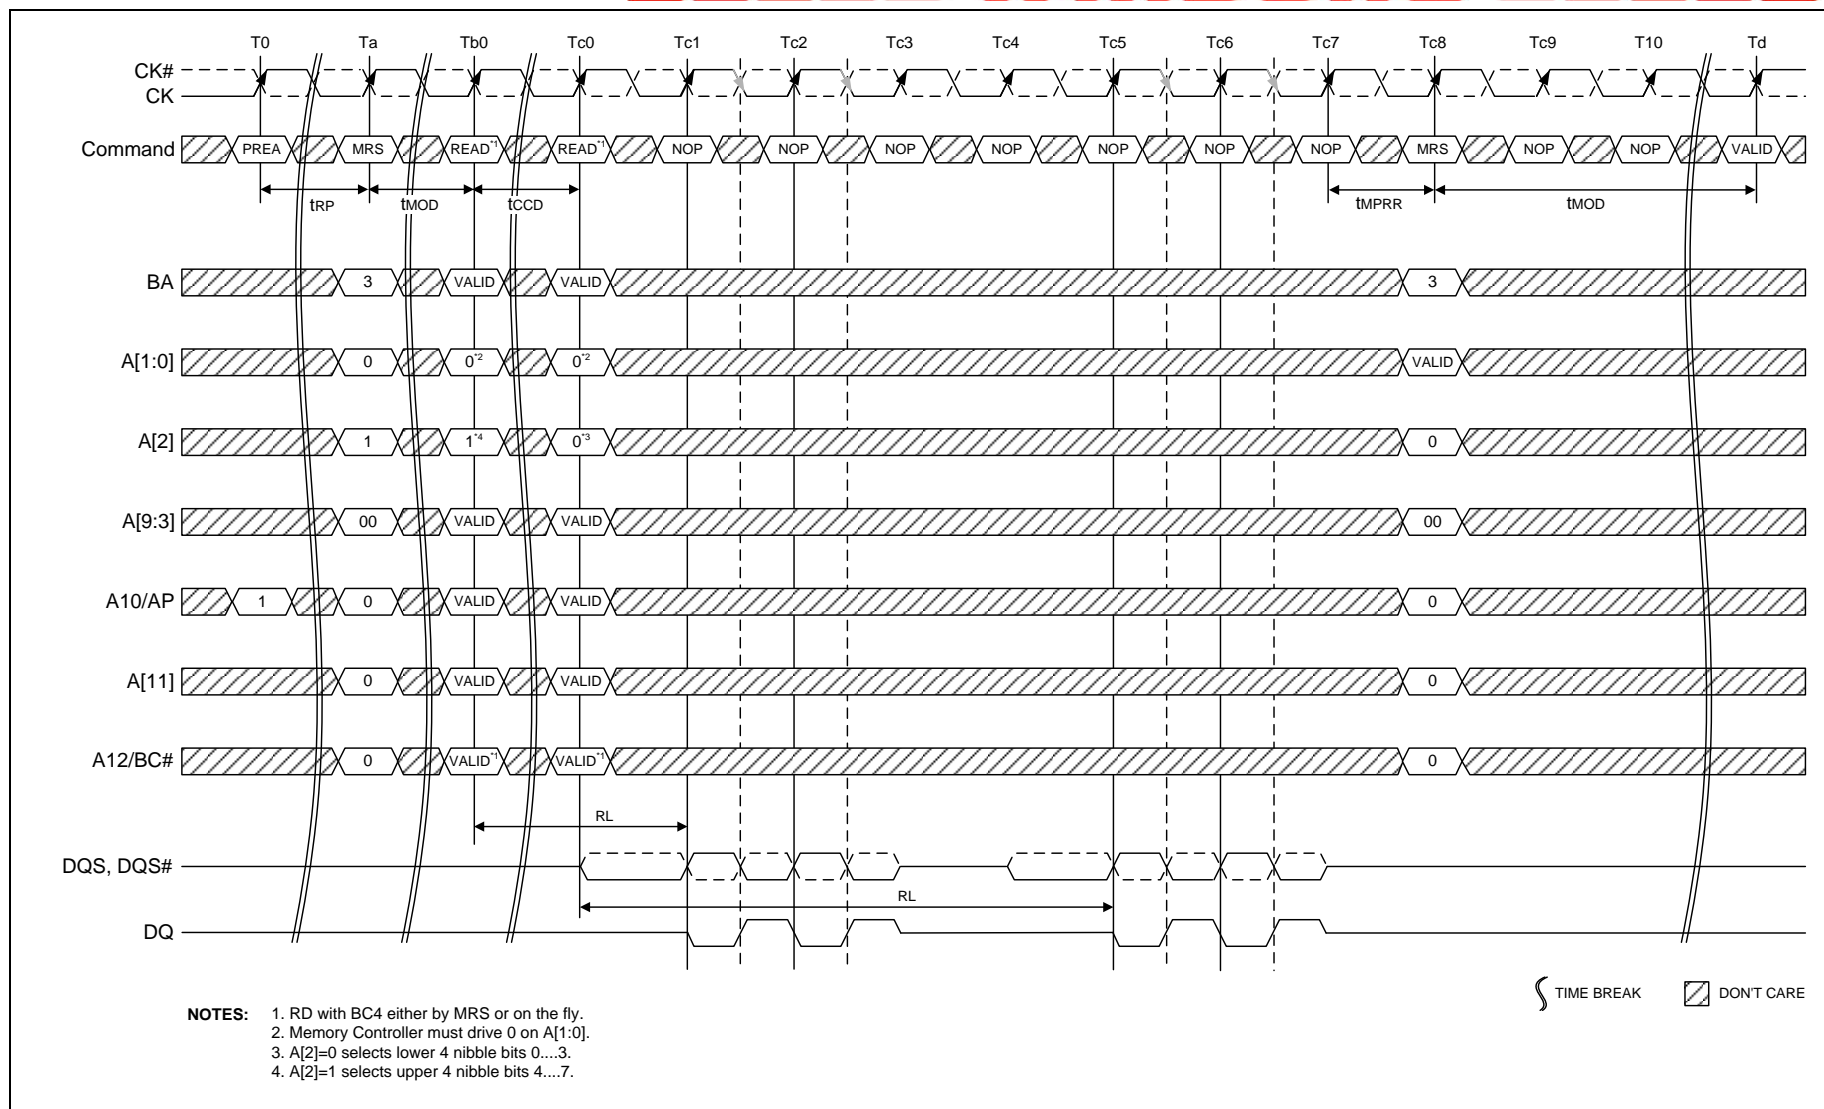 T0 Ta Tb0 Tc0 Tc1 Tc2 Tc3 Tc4 Tc5 Tc6 Tc7 Tc8 Tc9 T10 Td
CK#
CK
Command PREA MRS READ*1 READ*1 NOP NOP NOP NOP NOP NOP NOP MRS NOP NOP VALID
tRP tMOD tCCD tMPRR tMOD
BA 3 VALID VALID 3
A[1:0] 0 0*2 0*2 VALID
A[2] 1 1*4 0*3 0
A[9:3] 00 VALID VALID 00
A10/AP 1 0 VALID VALID 0
A[11] 0 VALID VALID 0
A12/BC# 0 VALID*1 VALID*1 0
RL
DQS, DQS#
RL
DQ
TIME BREAK DON'T CARE
NOTES: 1. RD with BC4 either by MRS or on the fly.
2. Memory Controller must drive 0 on A[1:0].
3. A[2]=0 selects lower 4 nibble bits 0....3.
4. A[2]=1 selects upper 4 nibble bits 4....7.